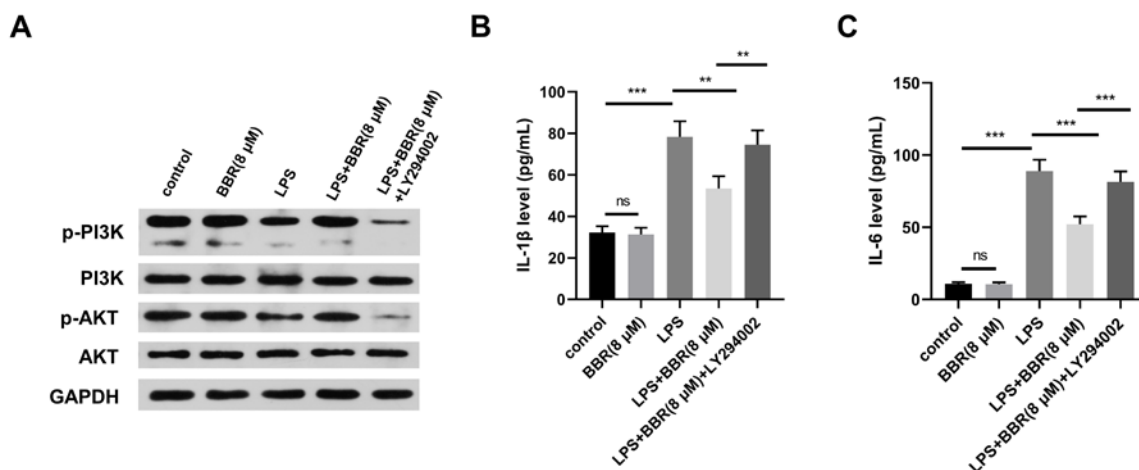 A
control
BBR(8 μM)
LPS
LPS+BBR(8 μM)
LPS+BBR(8 μM)
+LY294002
p-PI3K
PI3K
p-AKT
AKT
GAPDH
B
IL-1β level (pg/mL)
100
80
60
40
20
0
ns
***
**
**
control
BBR(8 μM)
LPS
LPS+BBR(8 μM)
LPS+BBR(8 μM)+LY294002
C
IL-6 level (pg/mL)
150
100
50
0
ns
***
***
***
control
BBR(8 μM)
LPS
LPS+BBR(8 μM)
LPS+BBR(8 μM)+LY294002